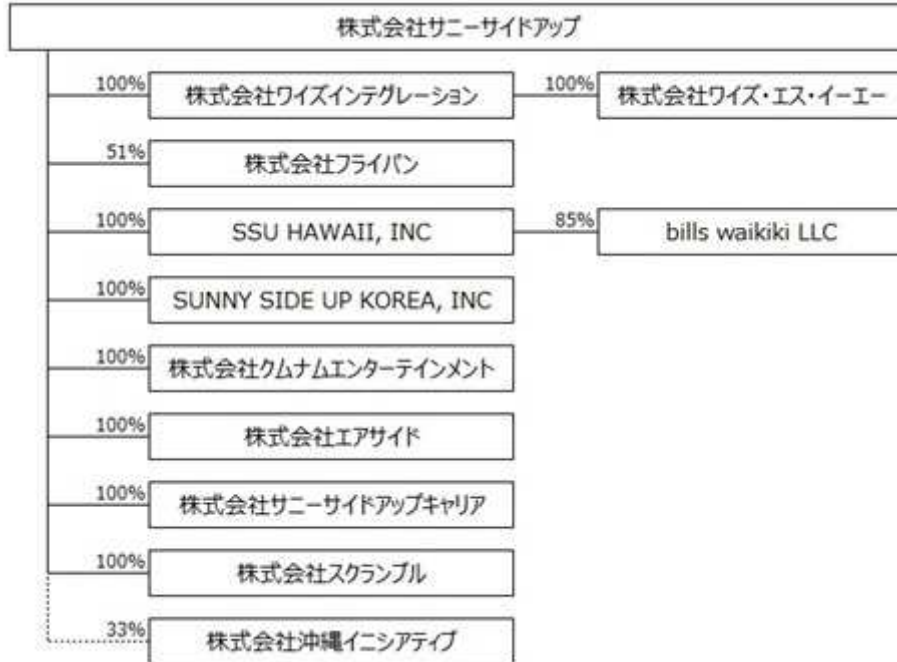 株式会社サニーサイドアップ
100% 株式会社ワイズインテグレーション 100% 株式会社ワイズ・エス・イーエー
51% 株式会社フライパン
100% SSU HAWAII, INC 85% bills waikiki LLC
100% SUNNY SIDE UP KOREA, INC
100% 株式会社クムナムエンターテインメント
100% 株式会社エアサイド
100% 株式会社サニーサイドアップキャリア
100% 株式会社スクランブル
33% 株式会社沖縄イニシアティブ